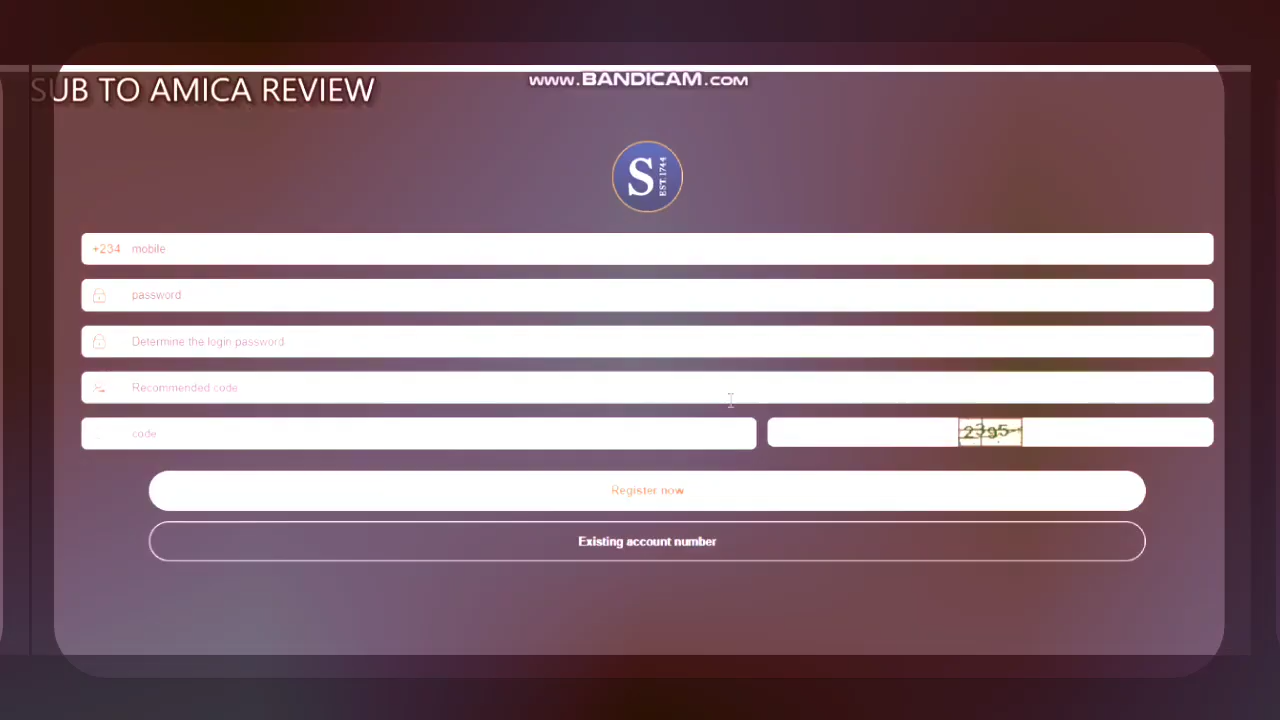 SUB TO AMICA REVIEW
www.BANDICAM.com
S EST.1744
+234 mobile
password
Determine the login password
Recommended code
code
2395
Register now
Existing account number